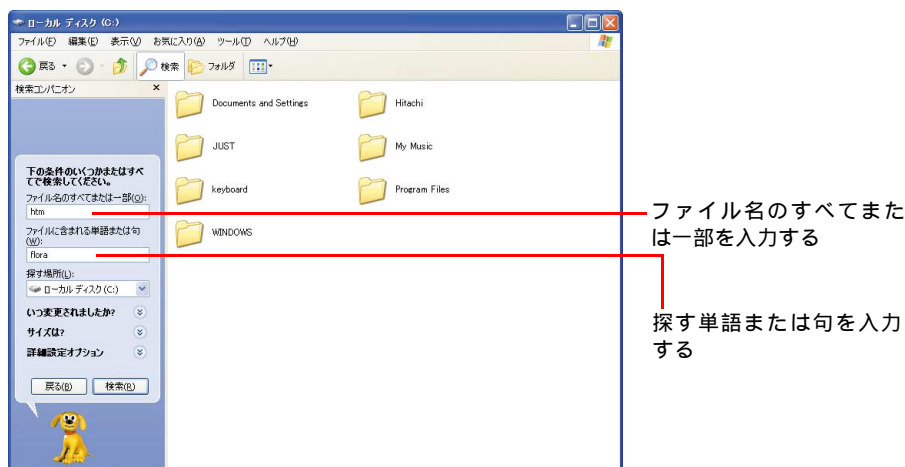 ローカル ディスク (C:)
ファイル(F) 編集(E) 表示(V) お気に入り(A) ツール(T) ヘルプ(H)
戻る 検索 フォルダ
検索コンパニオン ×
下の条件のいくつかまたはすべ
てで検索してください。
ファイル名のすべてまたは一部(O):
htm
ファイルに含まれる単語または句
(W):
flora
探す場所(L):
ローカル ディスク (C:)
いつ変更されましたか?
サイズは?
詳細設定オプション
戻る(B) 検索(R)
Documents and Settings
Hitachi
JUST
My Music
keyboard
Program Files
WINDOWS
ファイル名のすべてまた
は一部を入力する
探す単語または句を入力
する